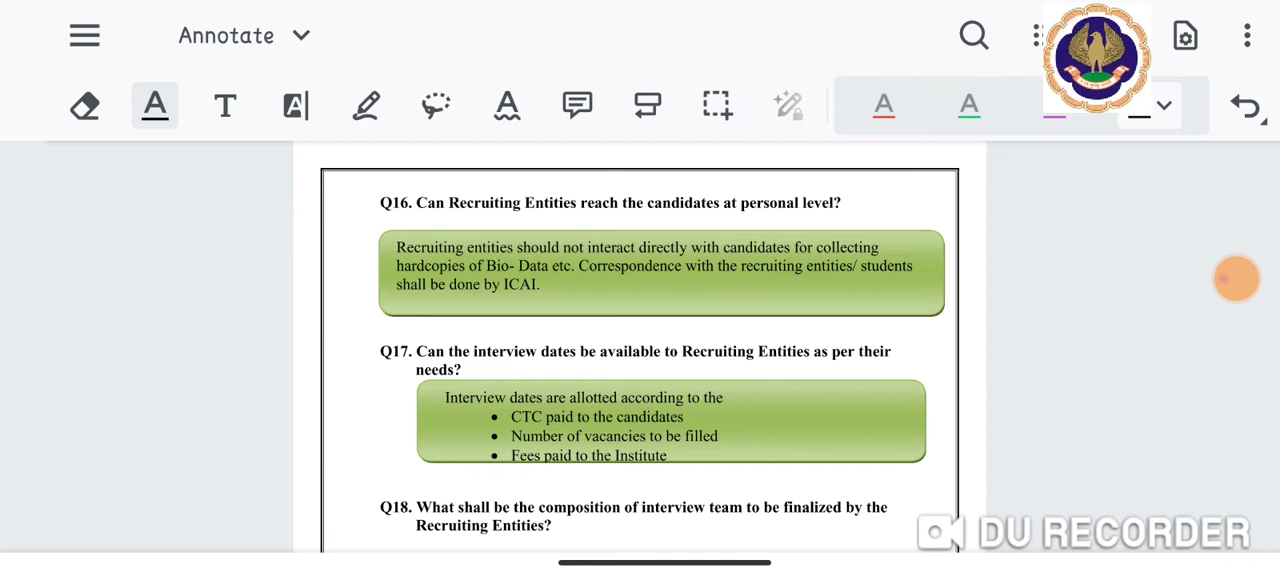 Annotate
A T A A
A A
Q16. Can Recruiting Entities reach the candidates at personal level?
Recruiting entities should not interact directly with candidates for collecting
hardcopies of Bio- Data etc. Correspondence with the recruiting entities/ students
shall be done by ICAI.
Q17. Can the interview dates be available to Recruiting Entities as per their
needs?
Interview dates are allotted according to the
• CTC paid to the candidates
• Number of vacancies to be filled
• Fees paid to the Institute
Q18. What shall be the composition of interview team to be finalized by the
Recruiting Entities?
DU RECORDER